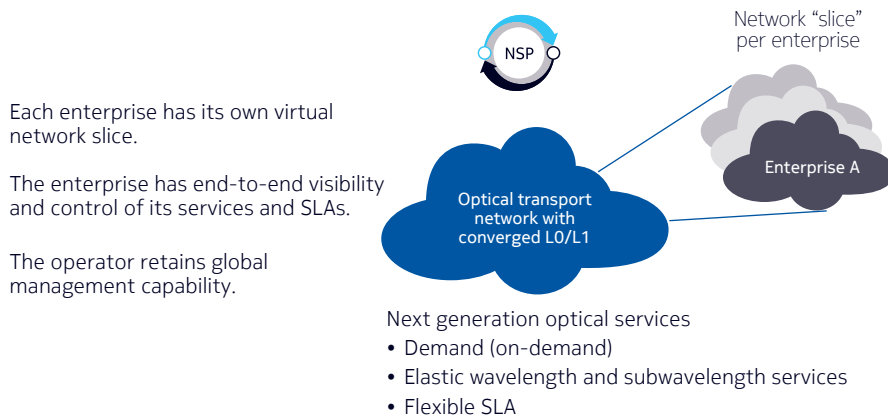 Network “slice”
per enterprise
NSP
Each enterprise has its own virtual
network slice.
The enterprise has end-to-end visibility
and control of its services and SLAs.
The operator retains global
management capability.
Enterprise A
Optical transport
network with
converged L0/L1
Next generation optical services
• Demand (on-demand)
• Elastic wavelength and subwavelength services
• Flexible SLA